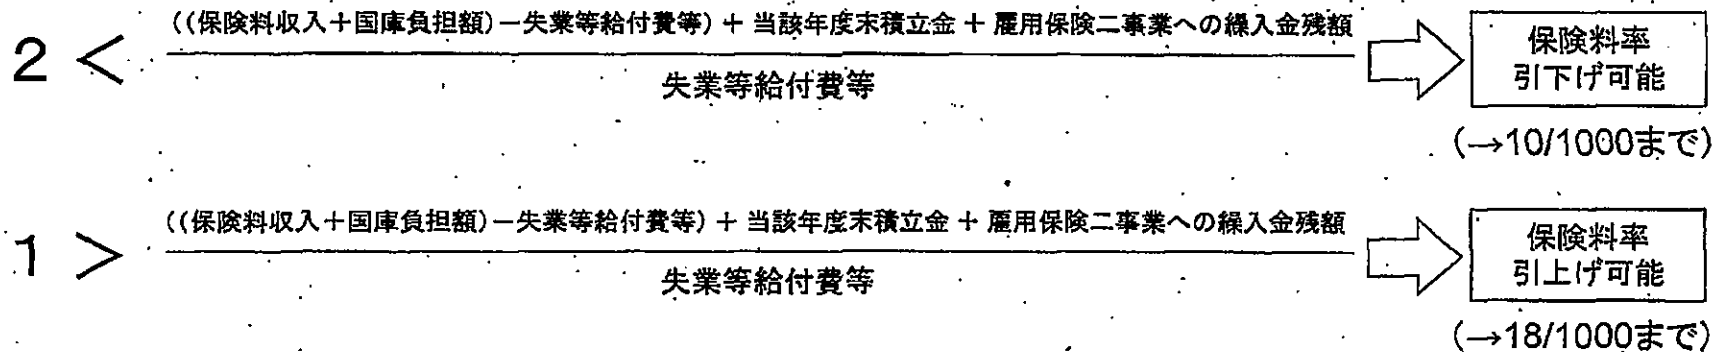 2 < ((保険料収入＋国庫負担額)－失業等給付費等) ＋ 当該年度末積立金 ＋ 雇用保険二事業への繰入金残額
失業等給付費等
保険料率
引下げ可能
(→10/1000まで)
1 > ((保険料収入＋国庫負担額)－失業等給付費等) ＋ 当該年度末積立金 ＋ 雇用保険二事業への繰入金残額
失業等給付費等
保険料率
引上げ可能
(→18/1000まで)